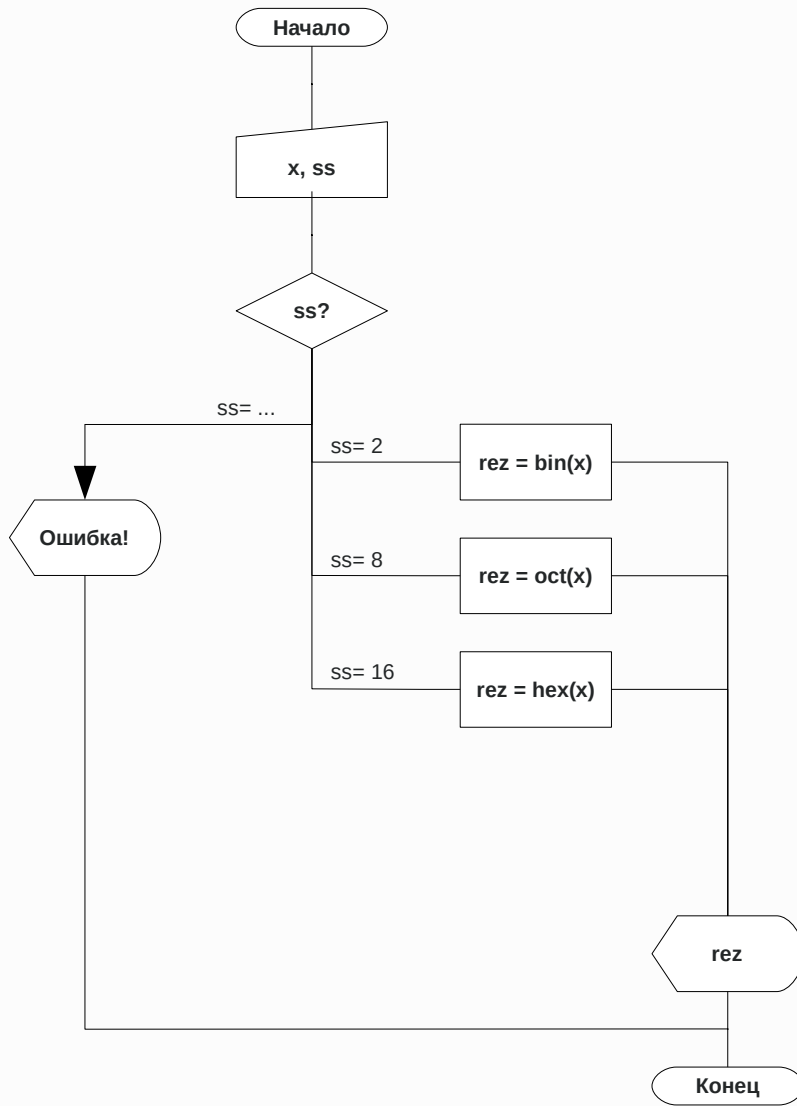 Начало
x, ss
ss?
ss= ...
ss= 2
rez = bin(x)
Ошибка!
ss= 8
rez = oct(x)
ss= 16
rez = hex(x)
rez
Конец